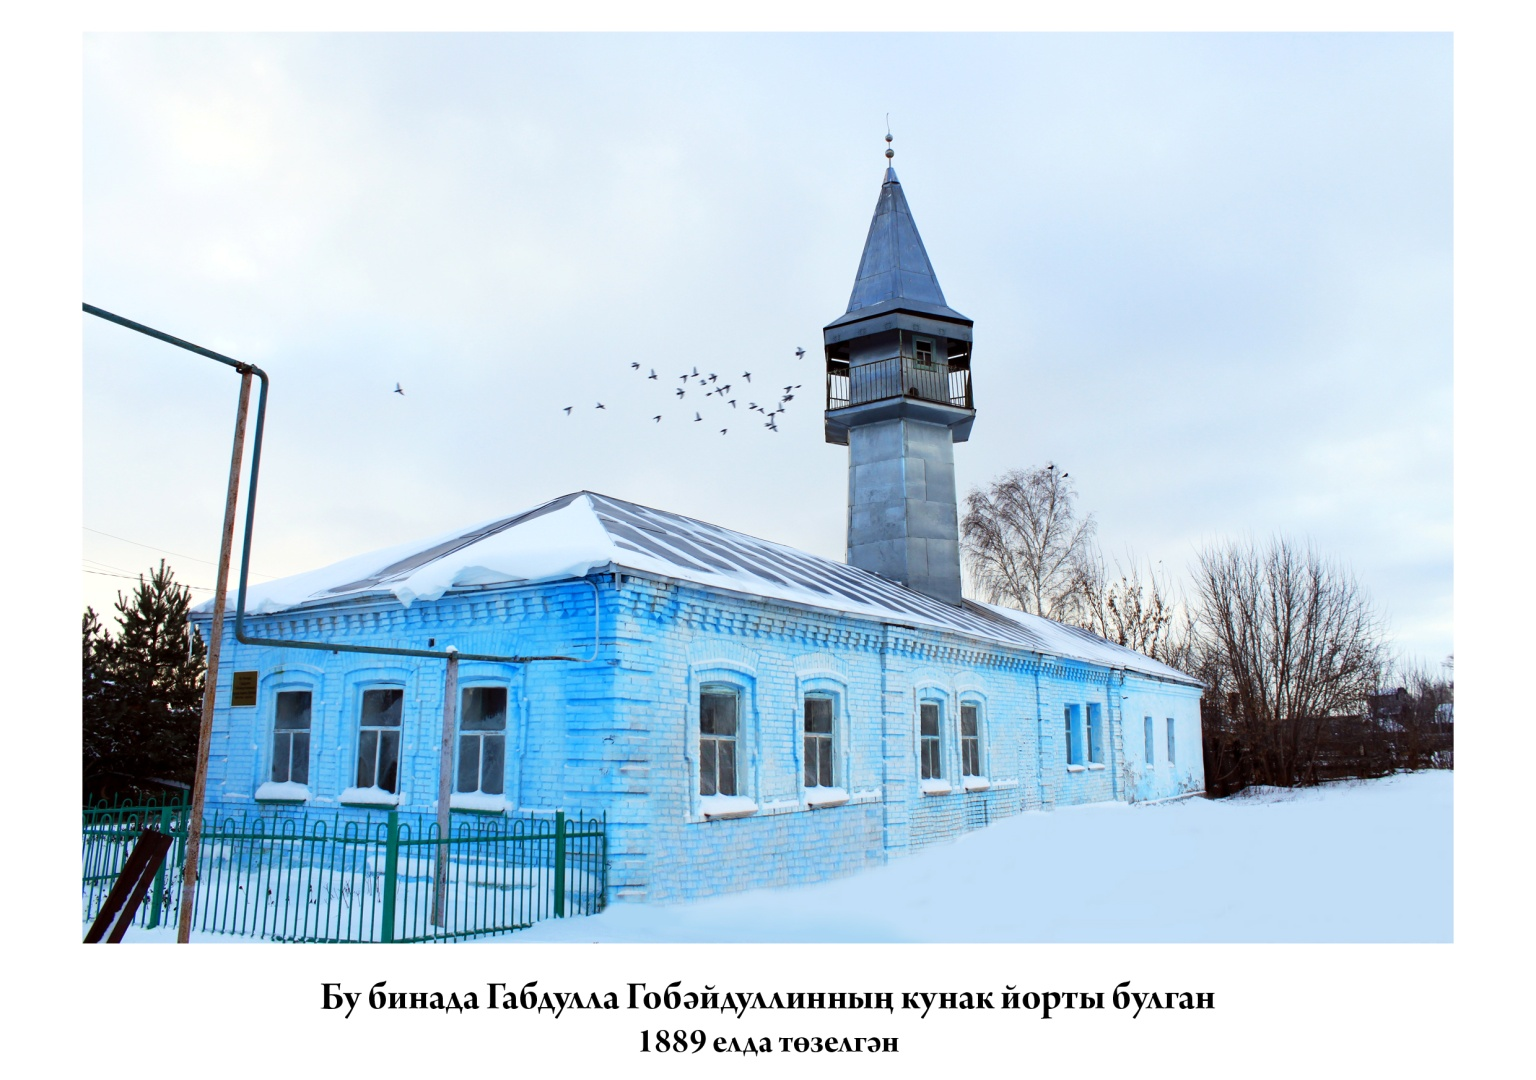 Бу бинада Габдулла Гобәйдуллинның кунак йорты булган
1889 елда төзелгән